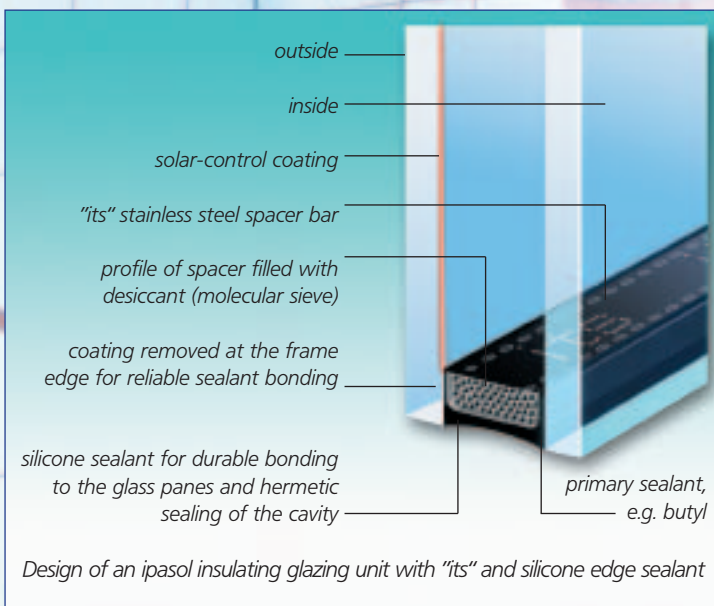 outside
inside
solar-control coating
"its“ stainless steel spacer bar
profile of spacer filled with
desiccant (molecular sieve)
coating removed at the frame
edge for reliable sealant bonding
silicone sealant for durable bonding
to the glass panes and hermetic
sealing of the cavity
primary sealant,
e.g. butyl
Design of an ipasol insulating glazing unit with "its“ and silicone edge sealant